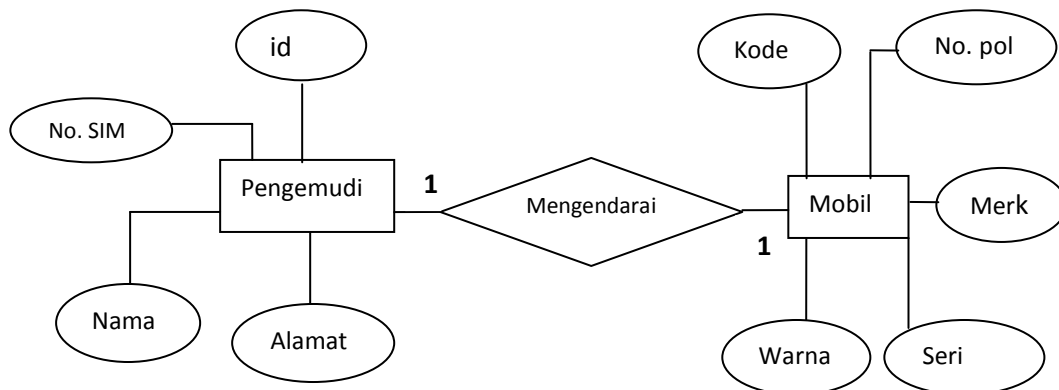 id
No. SIM
Pengemudi
1
Nama
Alamat
Mengendarai
Kode
No. pol
Mobil
1
Merk
Warna
Seri